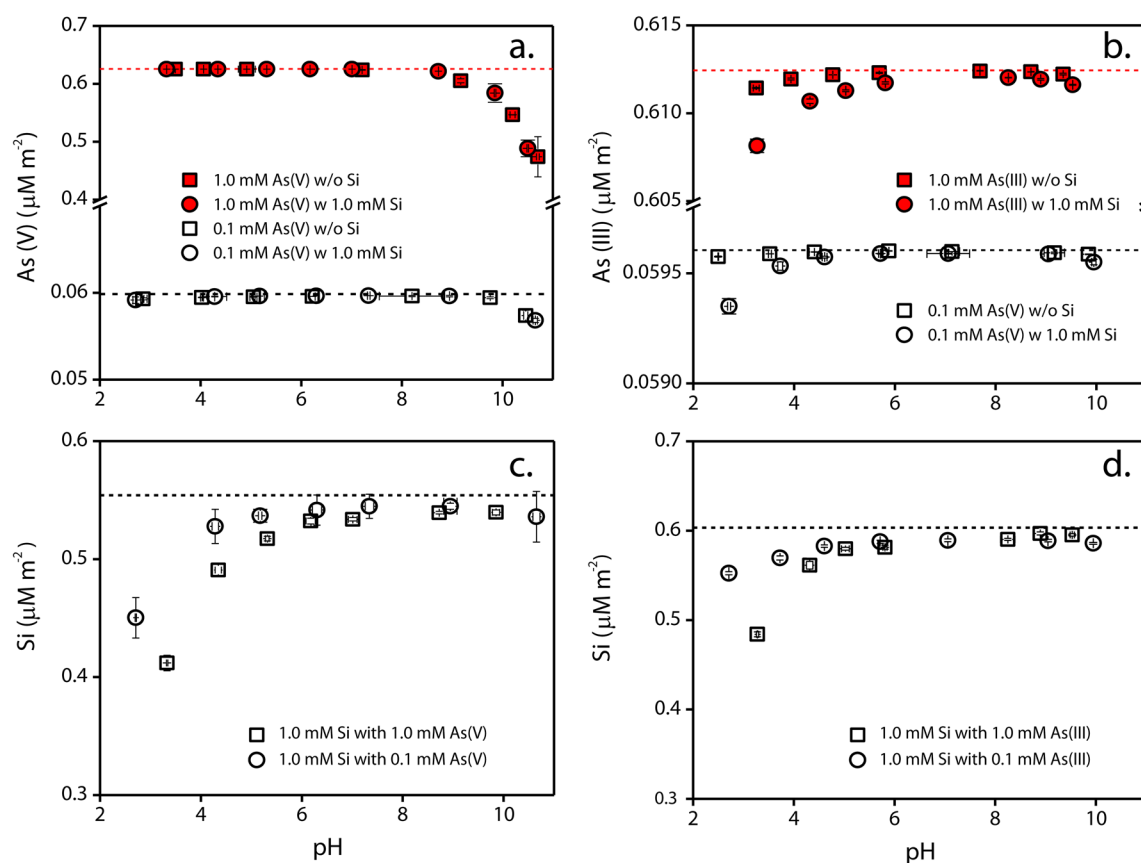 a.
0.7
0.6
0.5
0.4
0.06
0.05
As (V) (μM m-2)
1.0 mM As(V) w/o Si
1.0 mM As(V) w 1.0 mM Si
0.1 mM As(V) w/o Si
0.1 mM As(V) w 1.0 mM Si
2 4 6 8 10
b.
0.615
0.610
0.605
0.0595
0.0590
As (III) (μM m-2)
1.0 mM As(III) w/o Si
1.0 mM As(III) w 1.0 mM Si
0.1 mM As(V) w/o Si
0.1 mM As(V) w 1.0 mM Si
2 4 6 8 10
c.
0.6
0.5
0.4
0.3
Si (μM m-2)
1.0 mM Si with 1.0 mM As(V)
1.0 mM Si with 0.1 mM As(V)
2 4 6 8 10
pH
d.
0.7
0.6
0.5
0.4
0.3
Si (μM m-2)
1.0 mM Si with 1.0 mM As(III)
1.0 mM Si with 0.1 mM As(III)
2 4 6 8 10
pH